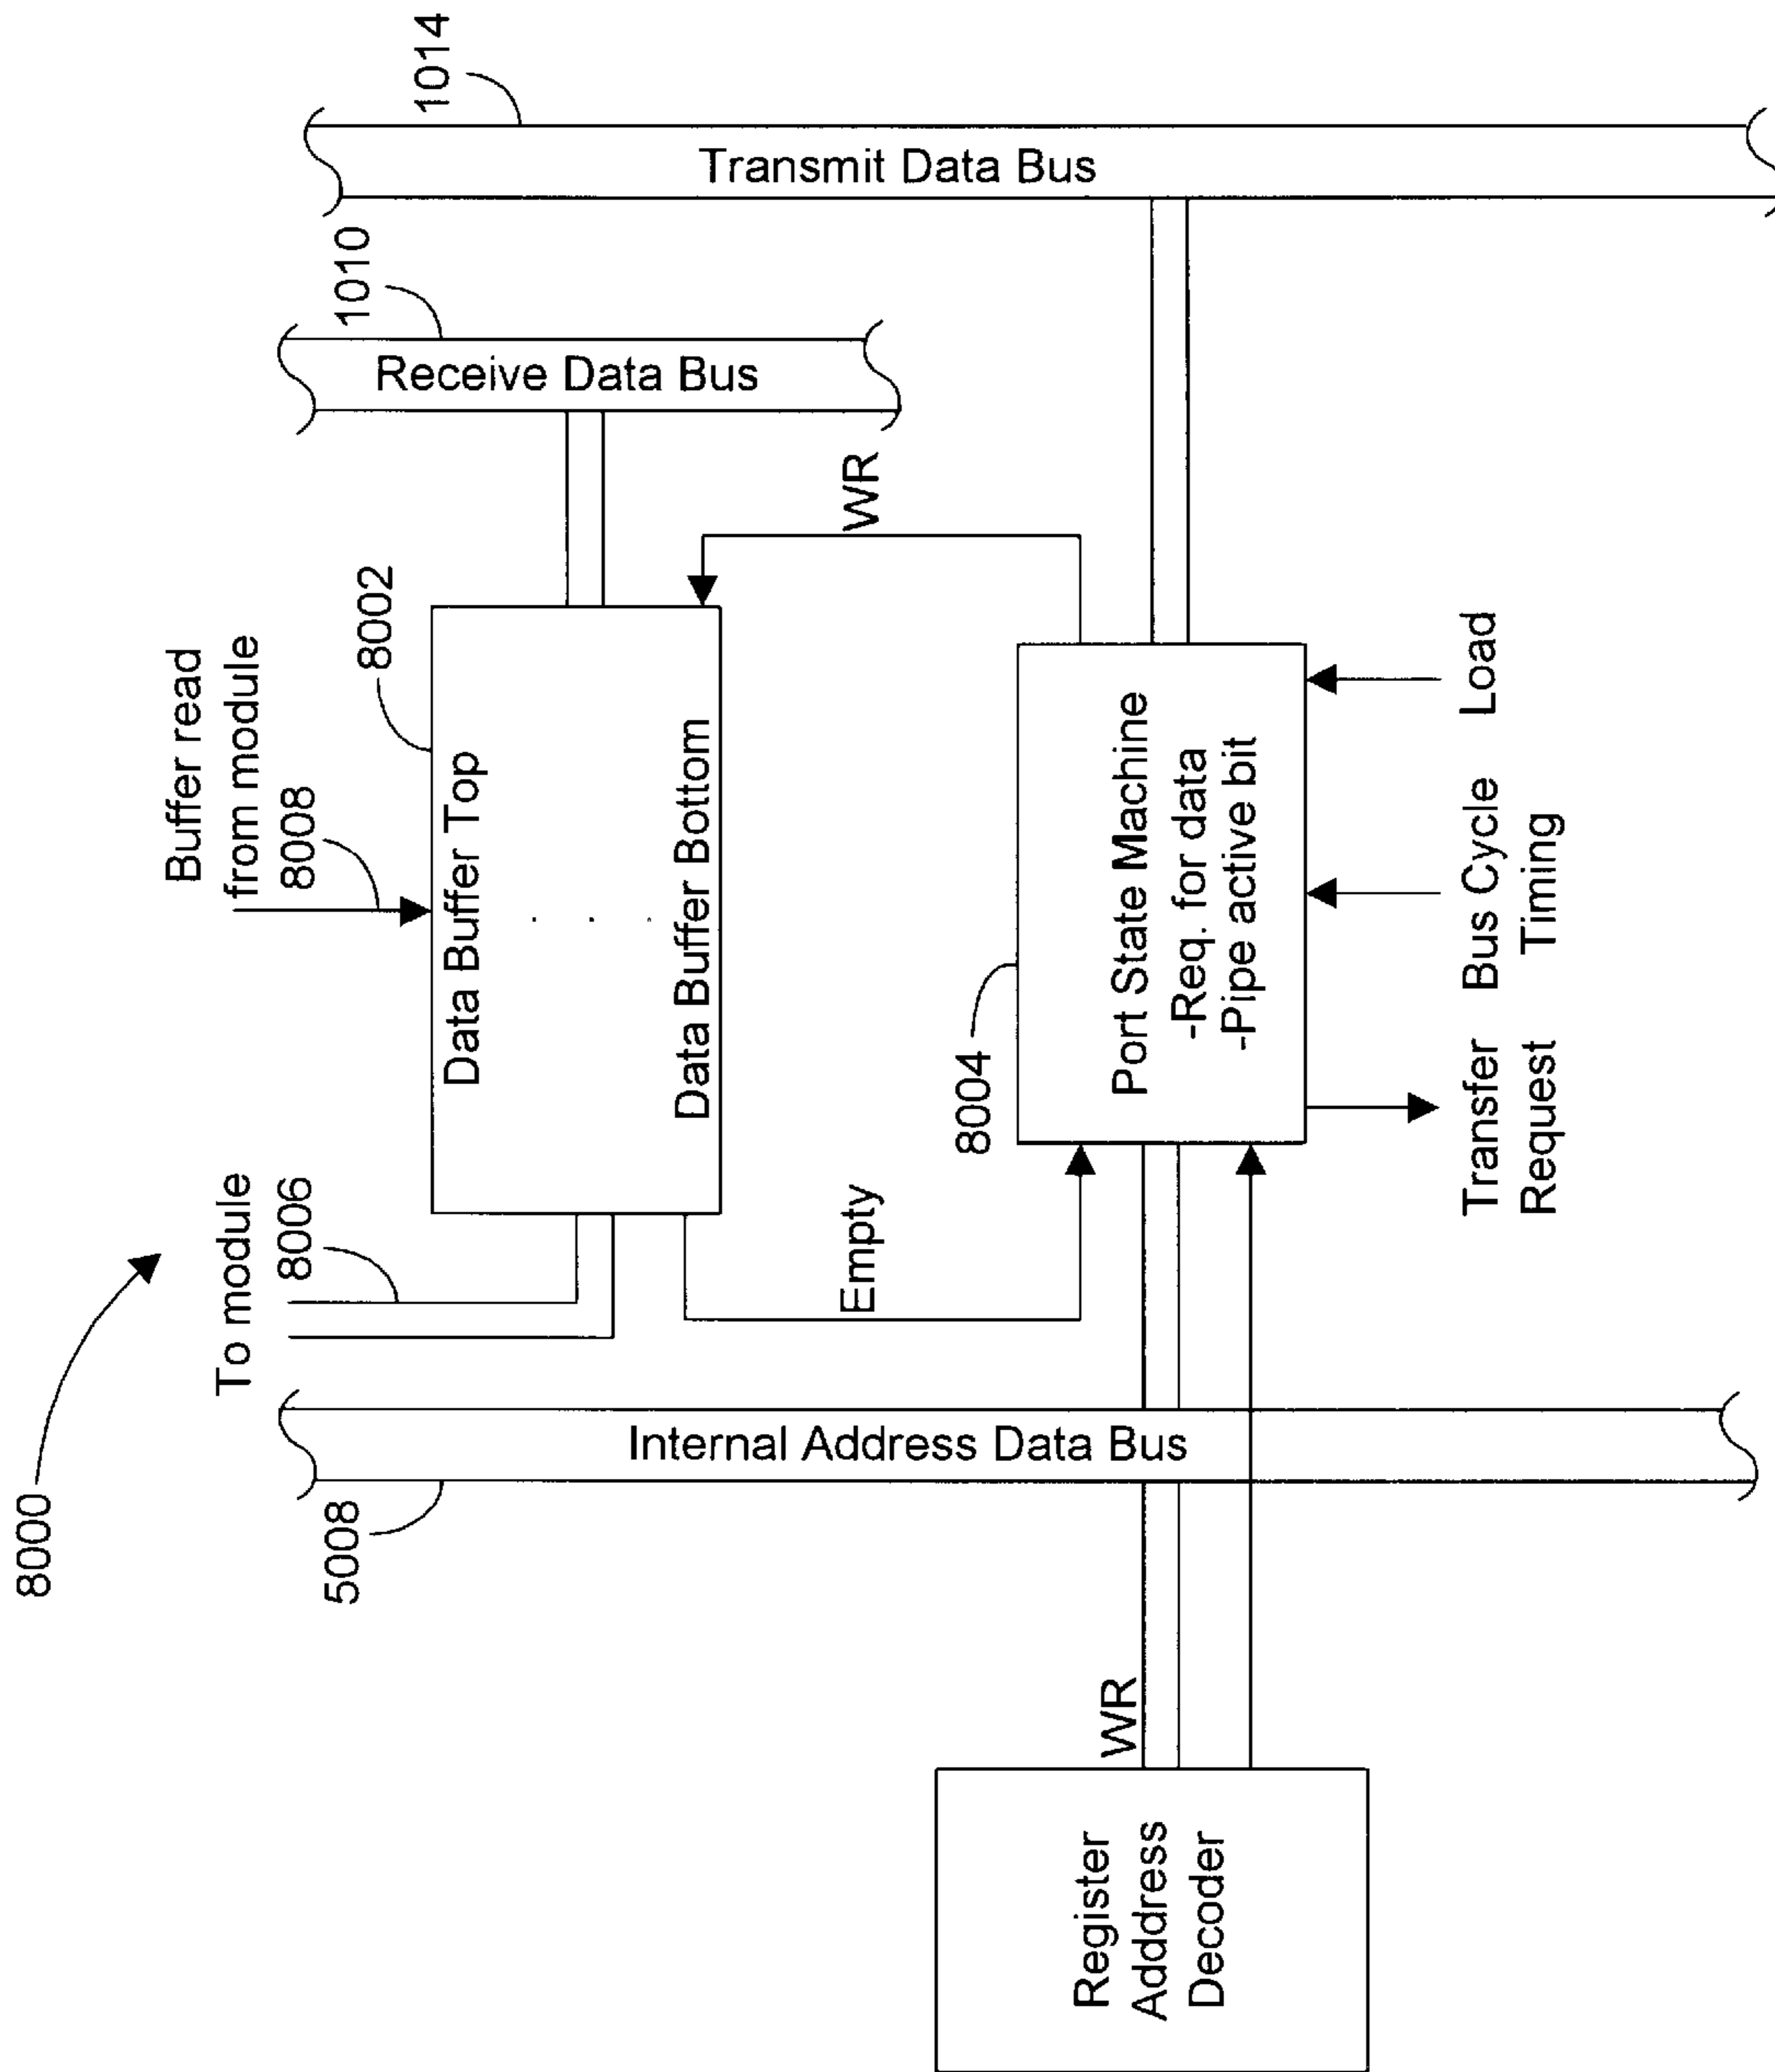 8000
To module
8006
Buffer read
from module
8008
8002
5008
1010
1014
Data Buffer Top
. . .
Data Buffer Bottom
Receive Data Bus
Transmit Data Bus
Internal Address Data Bus
Empty
WR
8004
Register
Adddress
Decoder
WR
Port State Machine
-Req. for data
-Pipe active bit
Transfer
Request
Bus Cycle
Timing
Load